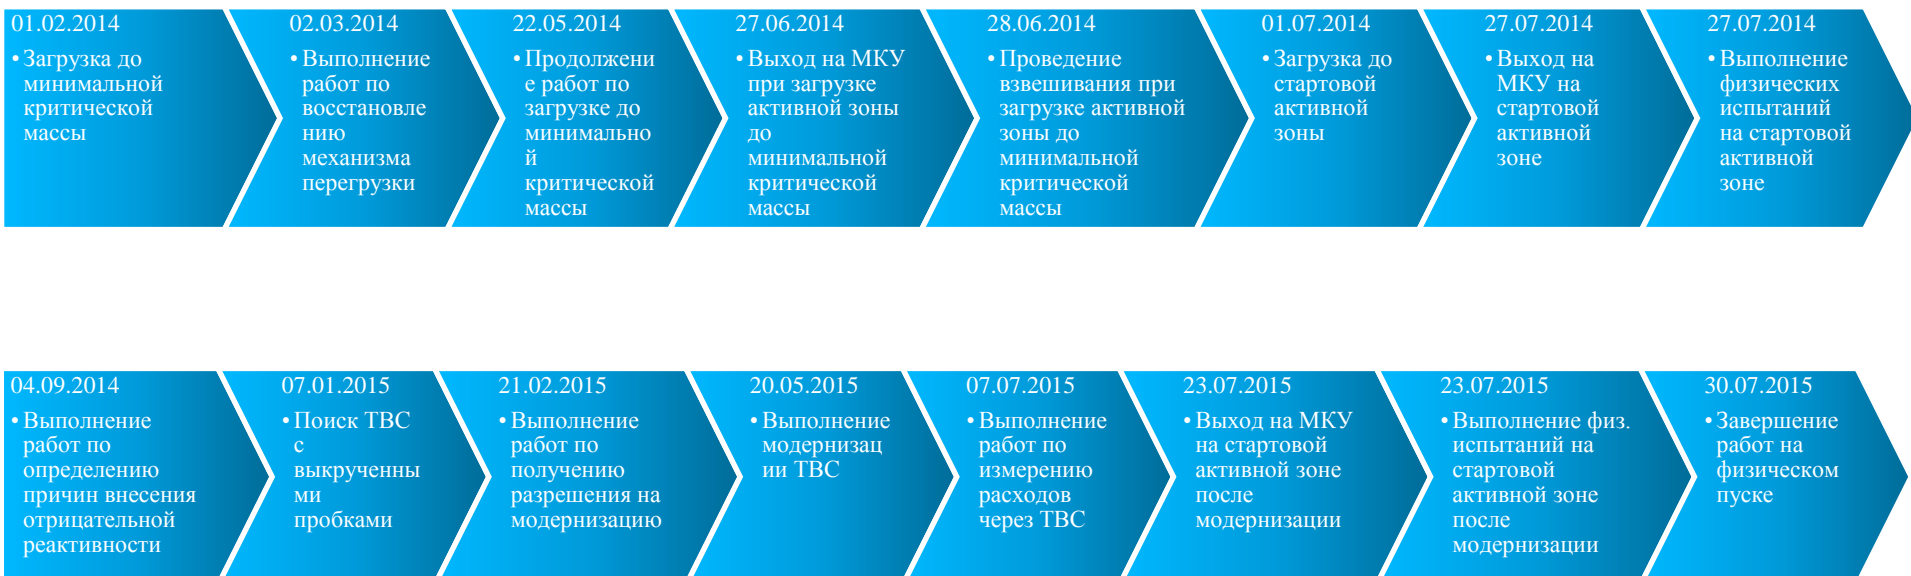 01.02.2014
• Загрузка до
минимальной
критической
массы
02.03.2014
• Выполнение
работ по
восстановле
нию
механизма
перегрузки
22.05.2014
• Продолжени
е работ по
загрузке до
минимально
й
критической
массы
27.06.2014
• Выход на МКУ
при загрузке
активной зоны
до
минимальной
критической
массы
28.06.2014
• Проведение
взвешивания при
загрузке активной
зоны до
минимальной
критической
массы
01.07.2014
• Загрузка до
стартовой
активной
зоны
27.07.2014
• Выход на
МКУ на
стартовой
активной
зоне
27.07.2014
• Выполнение
физических
испытаний
на стартовой
активной
зоне
04.09.2014
• Выполнение
работ по
определению
причин внесения
отрицательной
реактивности
07.01.2015
• Поиск ТВС
с
выкрученны
ми
пробками
21.02.2015
• Выполнение
работ по
получению
разрешения на
модернизацию
20.05.2015
• Выполнение
модернизац
ии ТВС
07.07.2015
• Выполнение
работ по
измерению
расходов
через ТВС
23.07.2015
• Выход на МКУ
на стартовой
активной зоне
после
модернизации
23.07.2015
• Выполнение физ.
испытаний на
стартовой
активной зоне
после
модернизации
30.07.2015
• Завершение
работ на
физическом
пуске